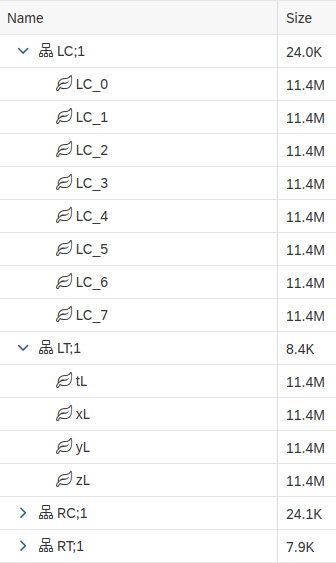 Name Size
LC;1 24.0K
LC_0 11.4M
LC_1 11.4M
LC_2 11.4M
LC_3 11.4M
LC_4 11.4M
LC_5 11.4M
LC_6 11.4M
LC_7 11.4M
LT;1 8.4K
tL 11.4M
xL 11.4M
yL 11.4M
zL 11.4M
RC;1 24.1K
RT;1 7.9K